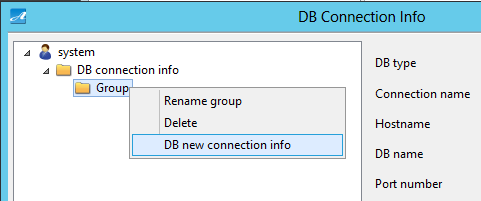 DB Connection Info
system
DB connection info
Group
Rename group
Delete
DB new connection info
DB type
Connection name
Hostname
DB name
Port number